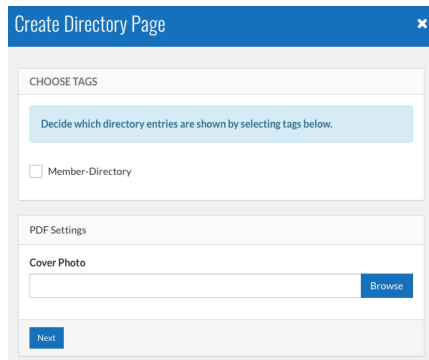 Create Directory Page
CHOOSE TAGS
Decide which directory entries are shown by selecting tags below.
Member-Directory
PDF Settings
Cover Photo
Browse
Next